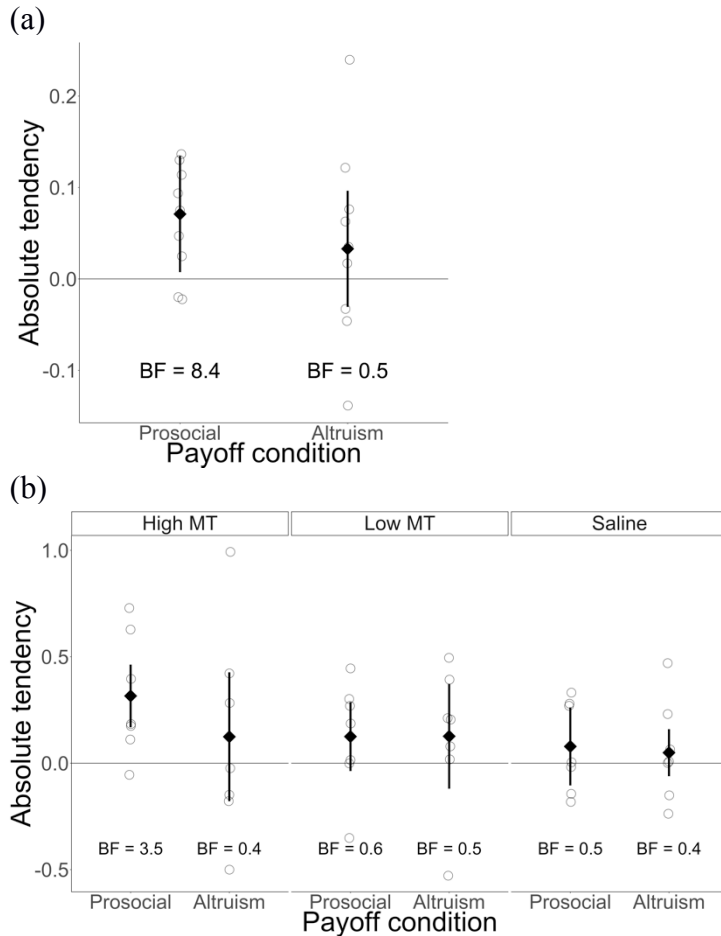 (a)
Absolute tendency
0.2
0.1
0.0
-0.1
BF = 8.4 BF = 0.5
Prosocial Altruism
Payoff condition
(b)
High MT Low MT Saline
Absolute tendency
1.0
0.5
0.0
-0.5
BF = 3.5 BF = 0.4 BF = 0.6 BF = 0.5 BF = 0.5 BF = 0.4
Prosocial Altruism Prosocial Altruism Prosocial Altruism
Payoff condition